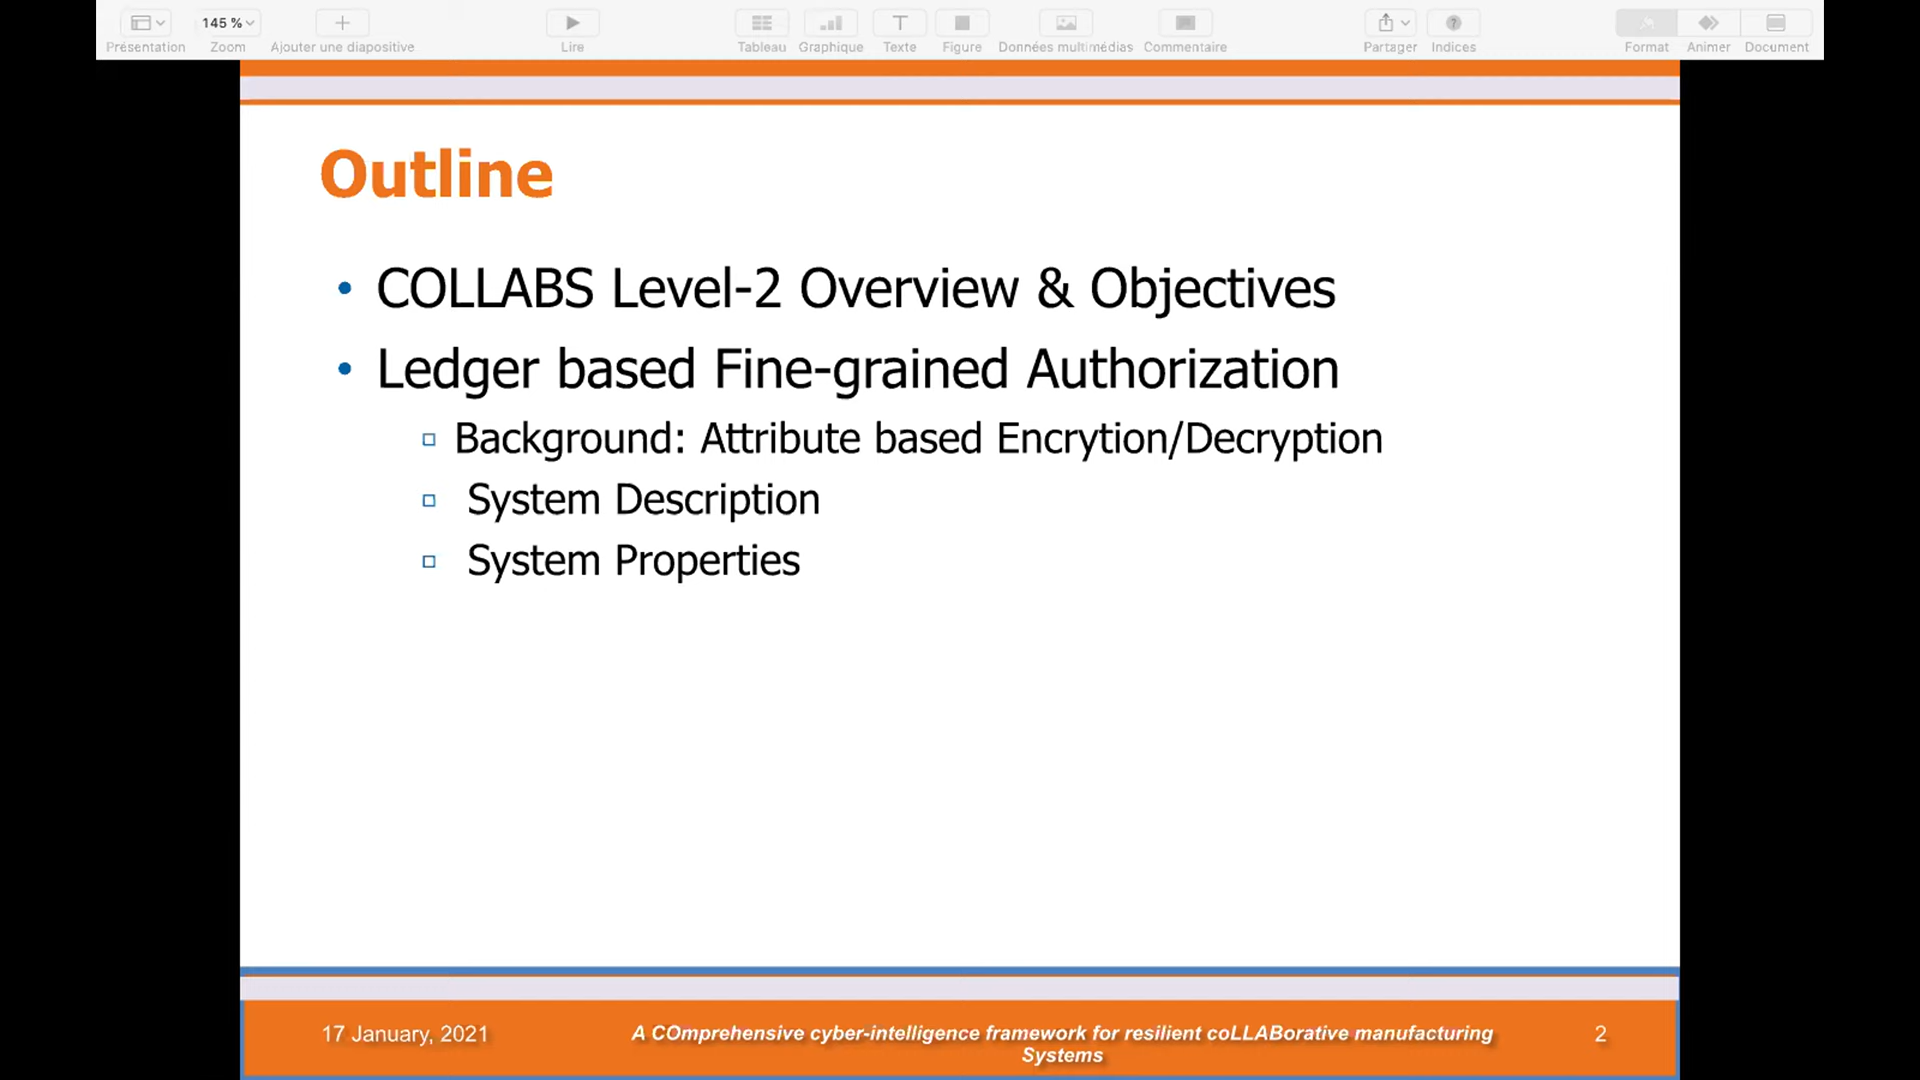 145 %
Présentation Zoom Ajouter une diapositive Lire Tableau Graphique Texte Figure Données multimédias Commentaire Partager Indices Format Animer Document
Outline
• COLLABS Level-2 Overview & Objectives
• Ledger based Fine-grained Authorization
▫ Background: Attribute based Encrytion/Decryption
▫ System Description
▫ System Properties
17 January, 2021
A COmprehensive cyber-intelligence framework for resilient coLLABorative manufacturing
Systems
2